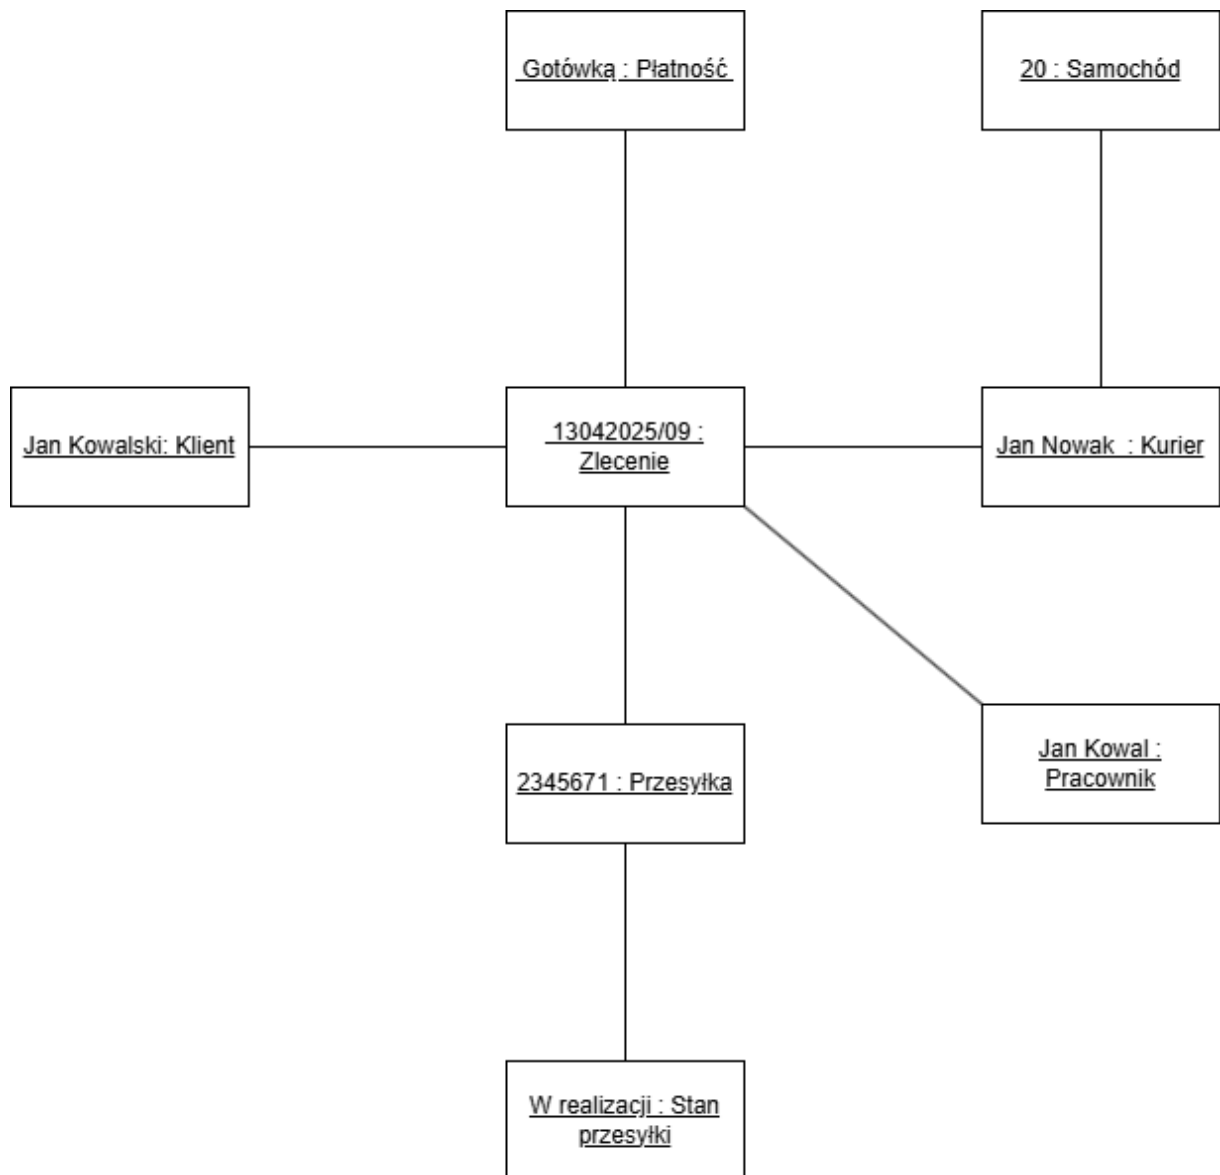 Gotówką : Płatność
20 : Samochód
Jan Kowalski: Klient
13042025/09 :
Zlecenie
Jan Nowak  : Kurier
2345671 : Przesyłka
Jan Kowal :
Pracownik
W realizacji : Stan
przesyłki